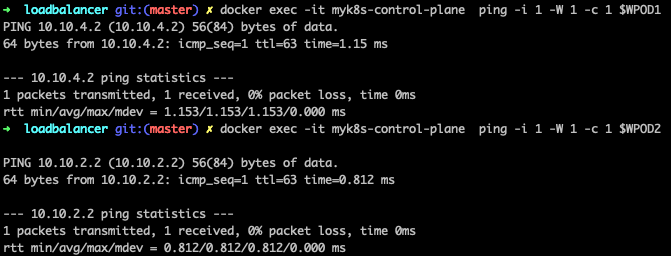 ➜  loadbalancer git:(master) ✗ docker exec -it myk8s-control-plane  ping -i 1 -W 1 -c 1 $WPOD1
PING 10.10.4.2 (10.10.4.2) 56(84) bytes of data.
64 bytes from 10.10.4.2: icmp_seq=1 ttl=63 time=1.15 ms
--- 10.10.4.2 ping statistics ---
1 packets transmitted, 1 received, 0% packet loss, time 0ms
rtt min/avg/max/mdev = 1.153/1.153/1.153/0.000 ms
➜  loadbalancer git:(master) ✗ docker exec -it myk8s-control-plane  ping -i 1 -W 1 -c 1 $WPOD2
PING 10.10.2.2 (10.10.2.2) 56(84) bytes of data.
64 bytes from 10.10.2.2: icmp_seq=1 ttl=63 time=0.812 ms
--- 10.10.2.2 ping statistics ---
1 packets transmitted, 1 received, 0% packet loss, time 0ms
rtt min/avg/max/mdev = 0.812/0.812/0.812/0.000 ms